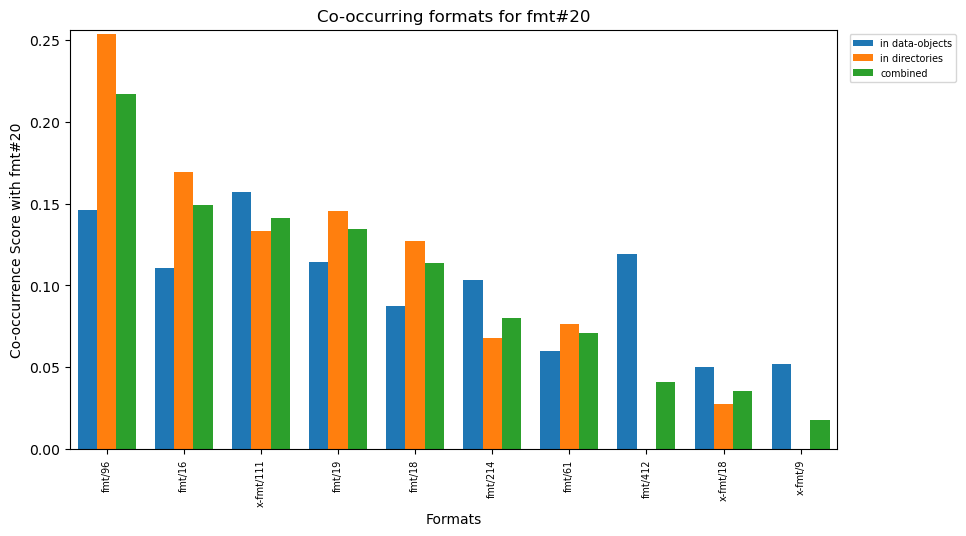 Co-occurring formats for fmt#20
Co-occurrence Score with fmt#20
0.25
0.20
0.15
0.10
0.05
0.00
fmt/96
fmt/16
x-fmt/111
fmt/19
fmt/18
fmt/214
fmt/61
fmt/412
x-fmt/18
x-fmt/9
Formats
in data-objects
in directories
combined